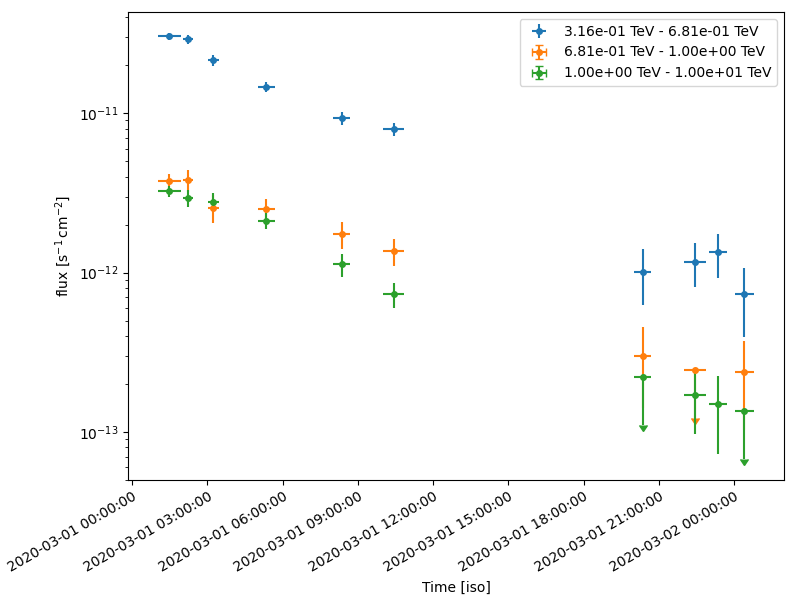 3.16e-01 TeV - 6.81e-01 TeV
6.81e-01 TeV - 1.00e+00 TeV
1.00e+00 TeV - 1.00e+01 TeV
10⁻¹¹
10⁻¹²
10⁻¹³
flux [s⁻¹ cm⁻²]
2020-03-01 00:00:00
2020-03-01 03:00:00
2020-03-01 06:00:00
2020-03-01 09:00:00
2020-03-01 12:00:00
2020-03-01 15:00:00
2020-03-01 18:00:00
2020-03-01 21:00:00
2020-03-02 00:00:00
Time [iso]